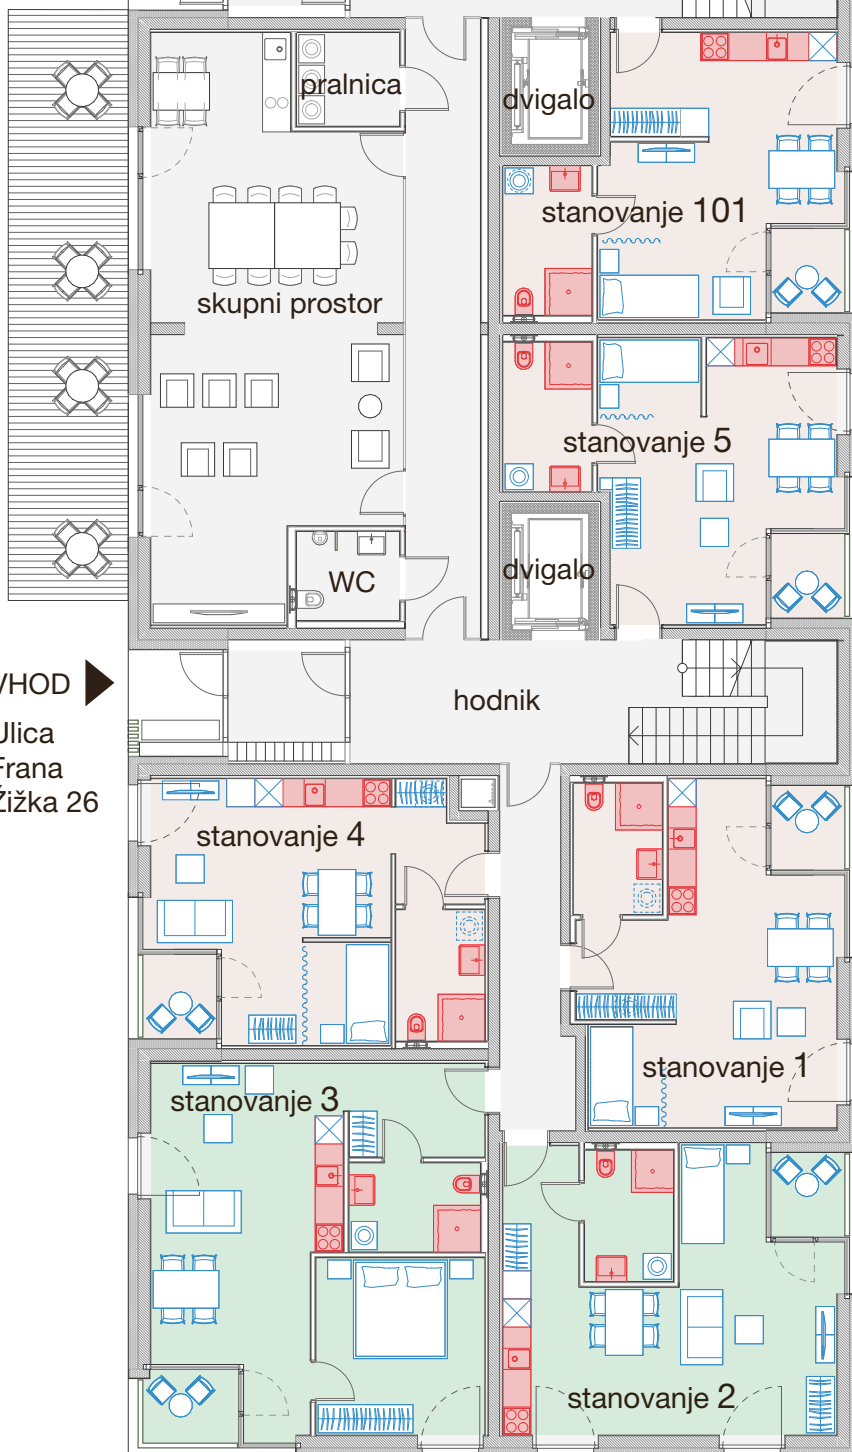 pralnica
dvigalo
stanovanje 101
skupni prostor
stanovanje 5
dvigalo
WC
VHOD
hodnik
Ulica
Frana
Žižka 26
stanovanje 4
stanovanje 1
stanovanje 3
stanovanje 2